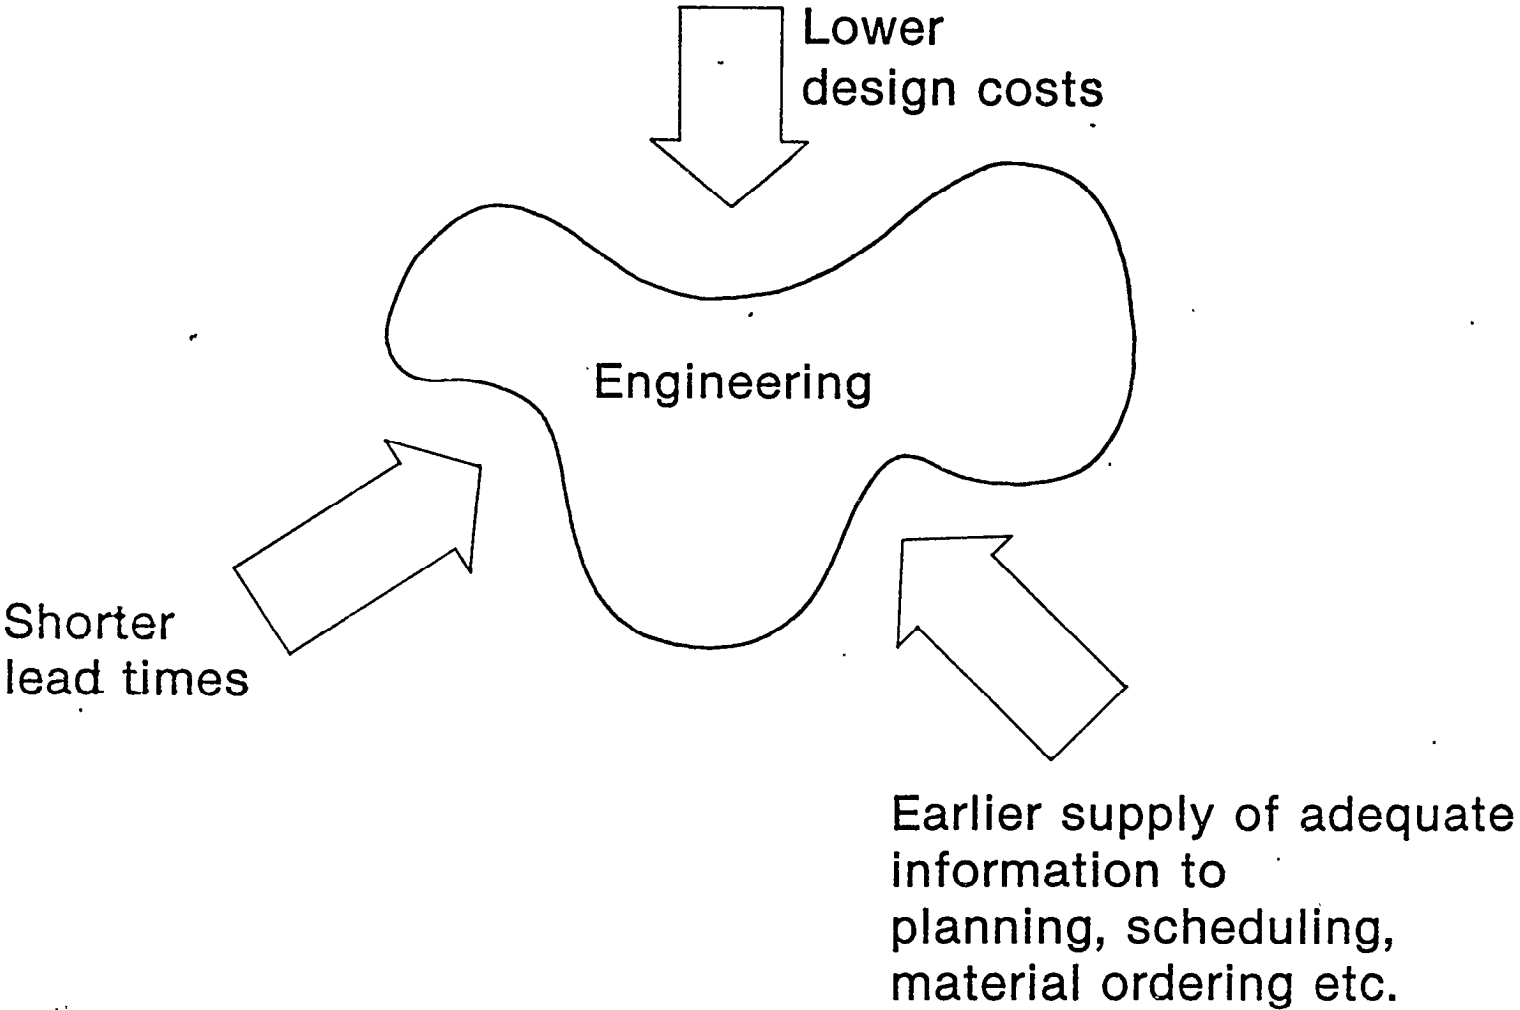 Lower
design costs
Engineering
Shorter
lead times
Earlier supply of adequate
information to
planning, scheduling,
material ordering etc.